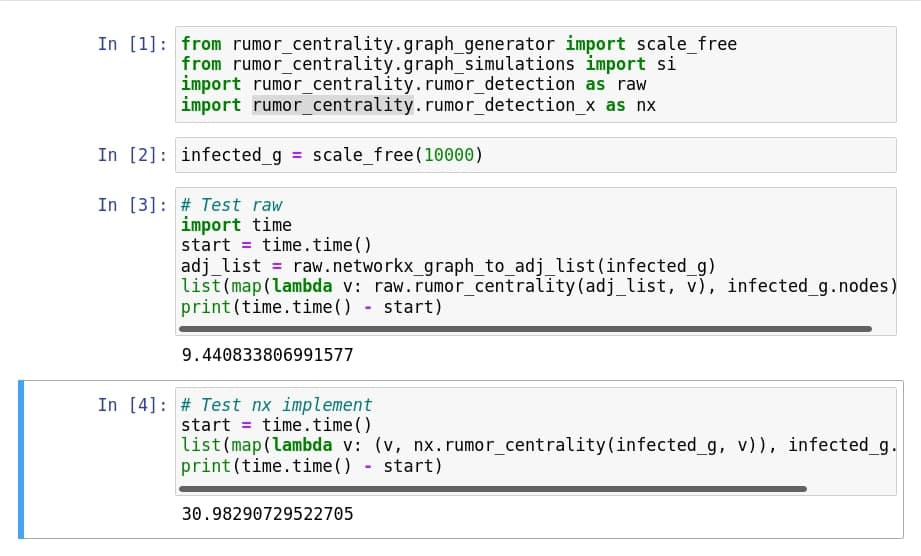 In [1]: from rumor_centrality.graph_generator import scale_free
from rumor_centrality.graph_simulations import si
import rumor_centrality.rumor_detection as raw
import rumor_centrality.rumor_detection_x as nx
In [2]: infected_g = scale_free(10000)
In [3]: # Test raw
import time
start = time.time()
adj_list = raw.networkx_graph_to_adj_list(infected_g)
list(map(lambda v: raw.rumor_centrality(adj_list, v), infected_g.nodes)
print(time.time() - start)
9.440833806991577
In [4]: # Test nx implement
start = time.time()
list(map(lambda v: (v, nx.rumor_centrality(infected_g, v)), infected_g.
print(time.time() - start)
30.98290729522705